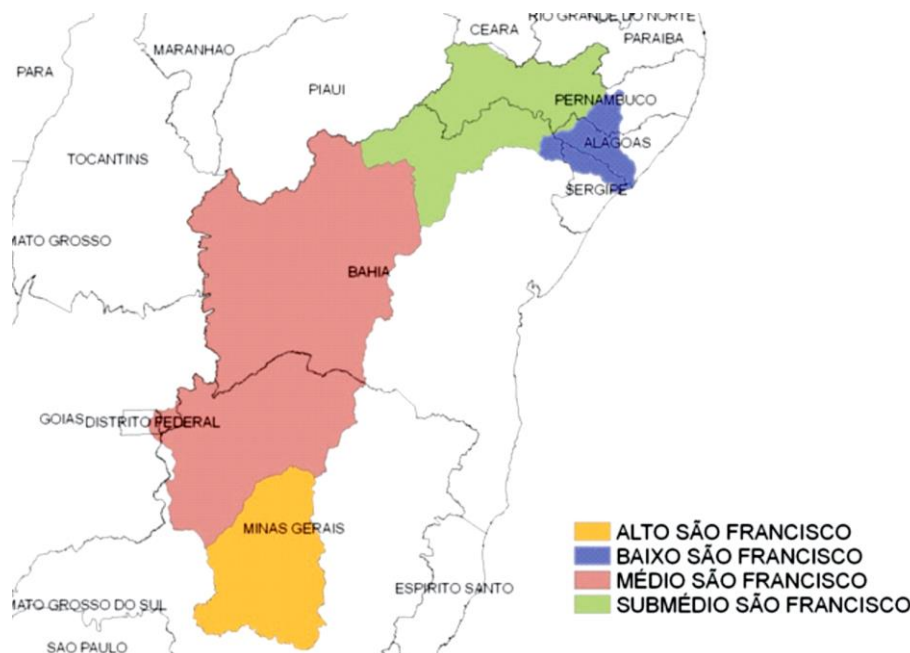 RIO GRANDE DO NORTE
CEARA
PARAIBA
MARANHAO
PARA
PIAUI
PERNAMBUCO
ALAGOAS
TOCANTINS
SERGIPE
MATO GROSSO
BAHIA
GOIAS
DISTRITO FEDERAL
MINAS GERAIS
ESPIRITO SANTO
MATO GROSSO DO SUL
SAO PAULO
ALTO SÃO FRANCISCO
BAIXO SÃO FRANCISCO
MÉDIO SÃO FRANCISCO
SUBMÉDIO SÃO FRANCISCO